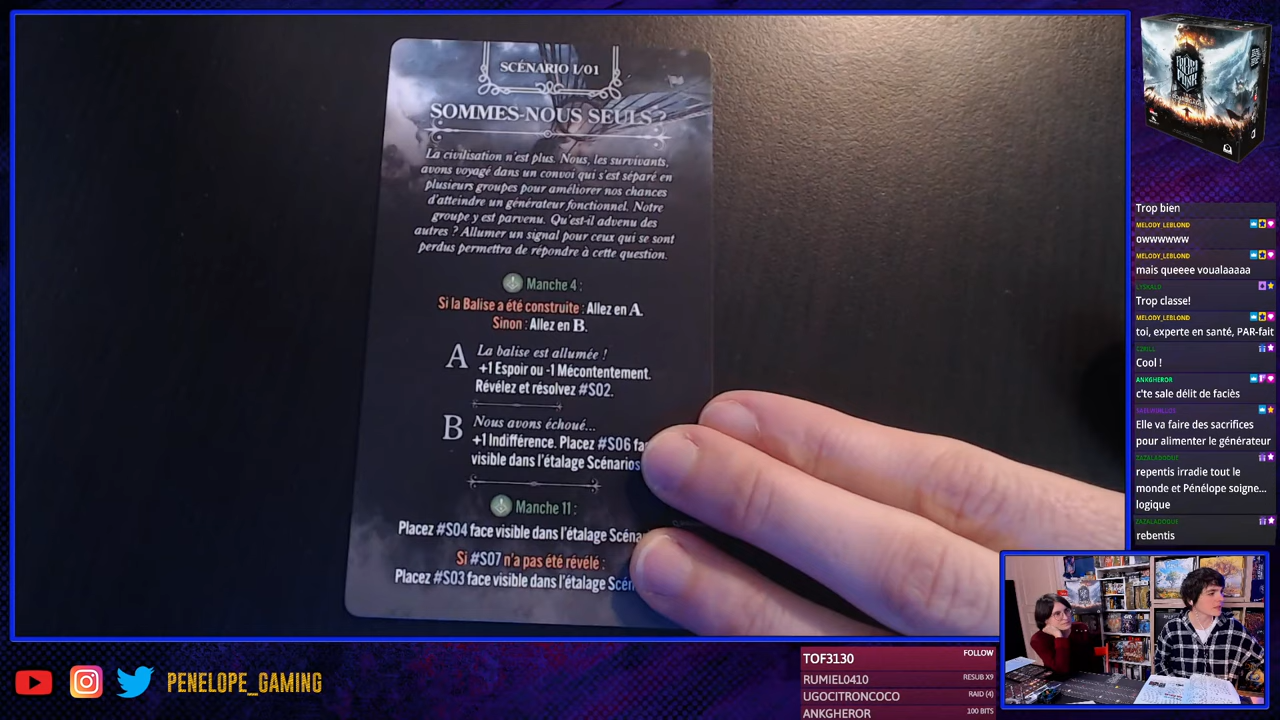 SCÉNARIO I/01
SOMMES-NOUS SEULS ?
La civilisation n'est plus. Nous, les survivants,
avons voyagé dans un convoi qui s'est séparé en
plusieurs groupes pour améliorer nos chances
d'atteindre un générateur fonctionnel. Notre
groupe y est parvenu. Qu'est-il advenu des
autres ? Allumer un signal pour ceux qui se sont
perdus permettra de répondre à cette question.
Manche 4 :
Si la Balise a été construite : Allez en A.
Sinon : Allez en B.
A La balise est allumée !
+1 Espoir ou -1 Mécontentement.
Révélez et résolvez #S02.
B Nous avons échoué...
+1 Indifférence. Placez #S06 fa
visible dans l'étalage Scénarios
Manche 11 :
Placez #S04 face visible dans l'étalage Scéna
Si #S07 n'a pas été révélé :
Placez #S03 face visible dans l'étalage Scén
FROST
PUNK
Trop bien
MELODY_LEBLOND
owwwwww
MELODY_LEBLOND
mais queeee voualaaaaa
LYSKALD
Trop classe!
MELODY_LEBLOND
toi, experte en santé, PAR-fait
Cool !
ANKGHEROR
c'te sale délit de faciès
Elle va faire des sacrifices
pour alimenter le générateur
ZAZALADOGUE
repentis irradie tout le
monde et Pénélope soigne...
logique
ZAZALADOGUE
rebentis
PENELOPE_GAMING
TOF3130 FOLLOW
RUMIEL0410 RESUB X9
UGOCITRONCOCO RAID (4)
ANKGHEROR 100 BITS